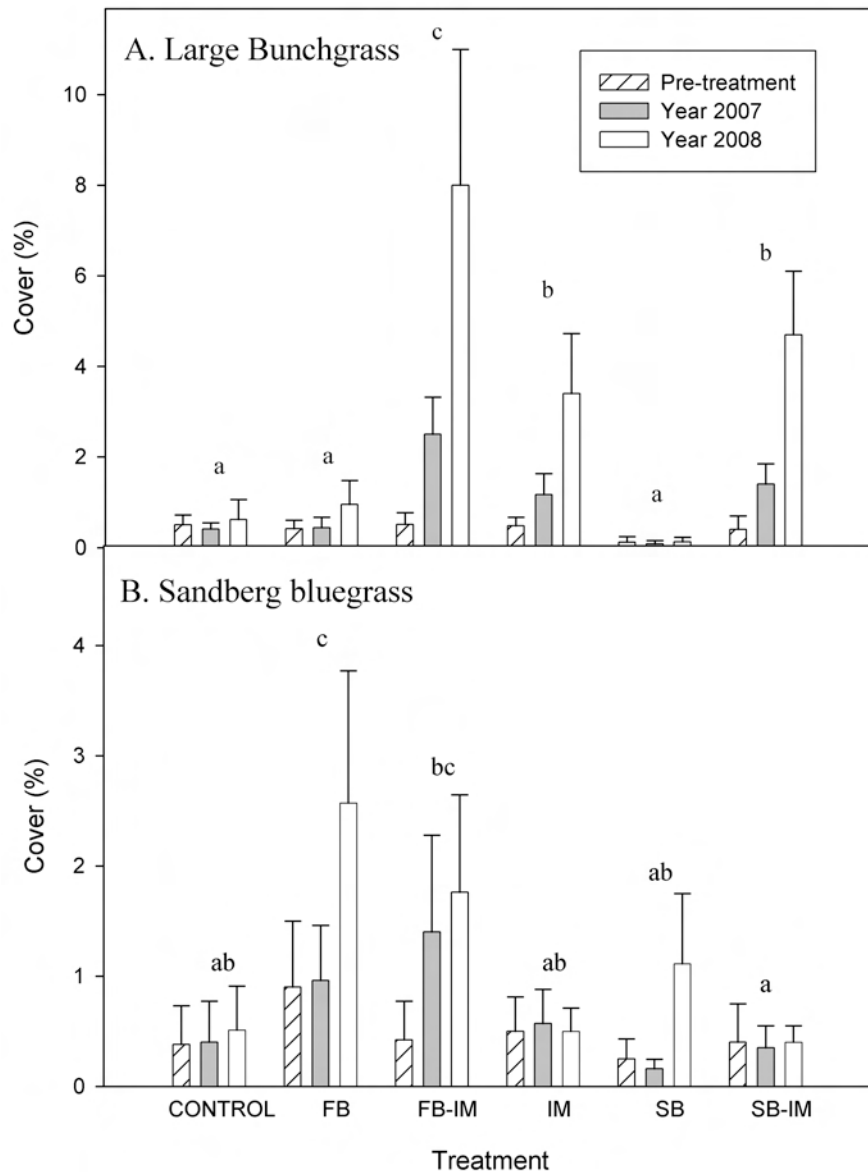 A. Large Bunchgrass
Pre-treatment
Year 2007
Year 2008
Cover (%)
10
8
6
4
2
0
a
a
c
b
a
b
B. Sandberg bluegrass
Cover (%)
4
3
2
1
0
ab
c
bc
ab
ab
a
CONTROL FB FB-IM IM SB SB-IM
Treatment